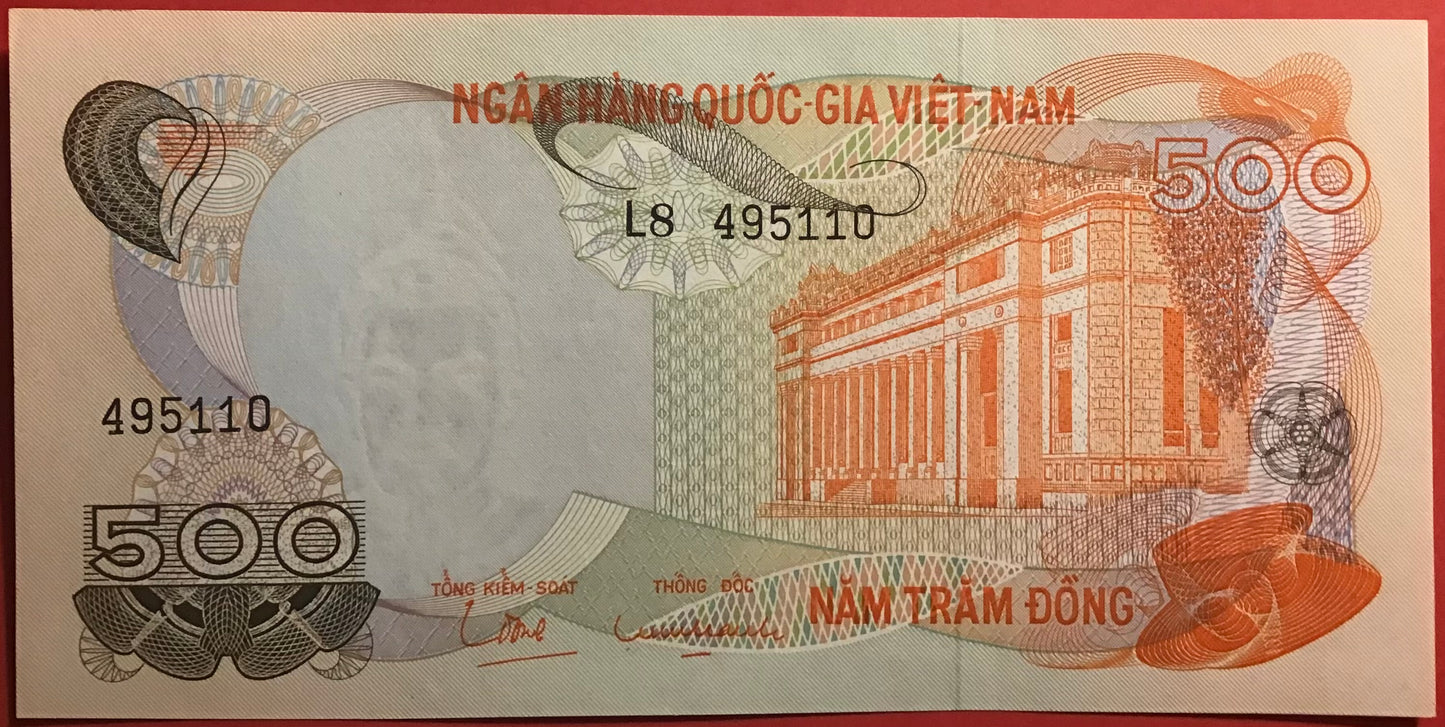 NGÂN-HÀNG QUỐC-GIA VIỆT-NAM
500
L8 495110
495110
500
TỔNG KIỂM-SOÁT
THỐNG ĐỐC
NĂM TRĂM ĐỒNG